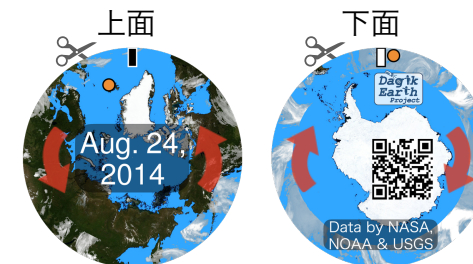 上面
下面
Aug. 24,
2014
Dagik
Earth
Project
Data by NASA,
NOAA & USGS